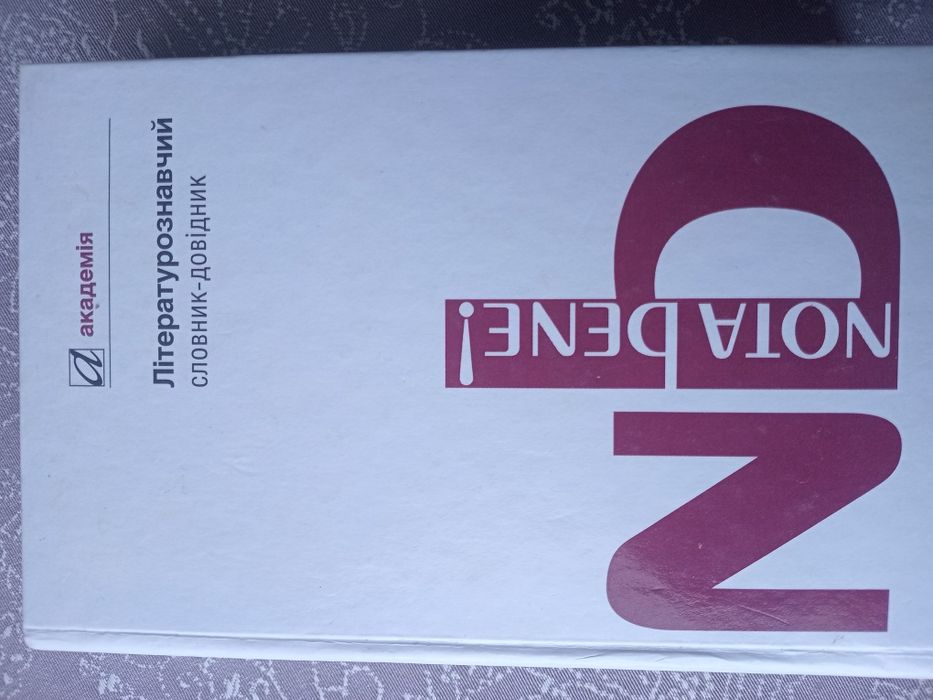 академія
Літературознавчий
словник-довідник
N
NOTA bENE!